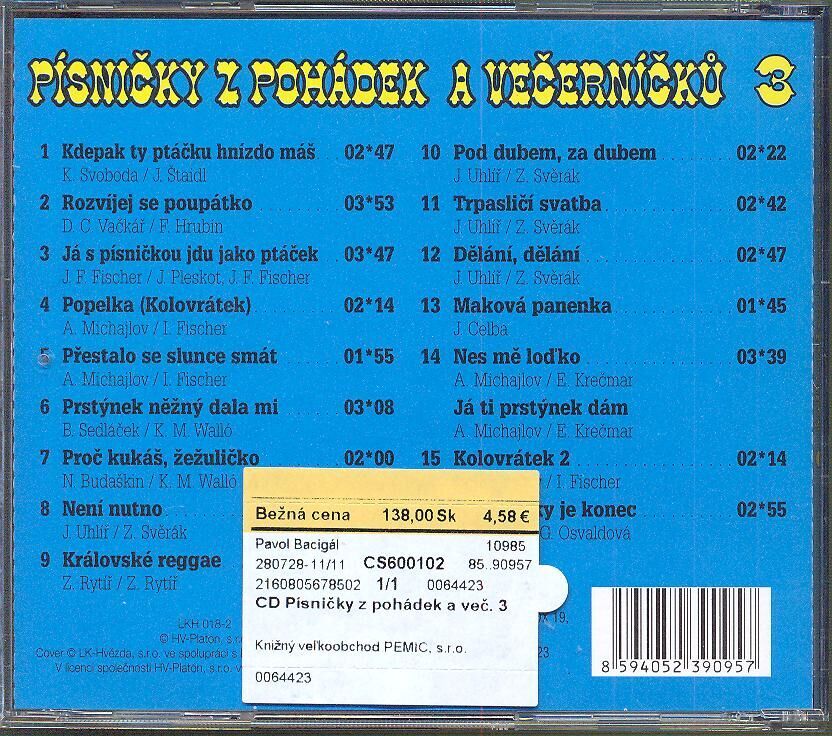 PÍSNIČKY Z POHÁDEK A VEČERNÍČKŮ 3
1 Kdepak ty ptáčku hnízdo máš 02*47
K. Svoboda / J. Štaidl
2 Rozvíjej se poupátko 03*53
D. C. Vačkář / F. Hrubín
3 Já s písničkou jdu jako ptáček 03*47
J. F. Fischer / J. Pleskot, J. F. Fischer
4 Popelka (Kolovrátek) 02*14
A. Michajlov / I. Fischer
5 Přestalo se slunce smát 01*55
A. Michajlov / I. Fischer
6 Prstýnek něžný dala mi 03*08
B. Sedláček / K. M. Walló
7 Proč kukáš, žežuličko 02*00
N. Budaškin / K. M. Walló
8 Není nutno
J. Uhlíř / Z. Svěrák
9 Královské reggae
Z. Rytíř / Z. Rytíř
10 Pod dubem, za dubem 02*22
J. Uhlíř / Z. Svěrák
11 Trpasličí svatba 02*42
J. Uhlíř / Z. Svěrák
12 Dělání, dělání 02*47
J. Uhlíř / Z. Svěrák
13 Maková panenka 01*45
J. Celba
14 Nes mě loďko 03*39
A. Michajlov / E. Krečmar
Já ti prstýnek dám
A. Michajlov / E. Krečmar
15 Kolovrátek 2 02*14
/ I. Fischer
ky je konec 02*55
G. Osvaldová
Bežná cena 138,00 Sk 4,58 €
Pavol Bacigál 10985
280728-11/11 CS600102 85..90957
2160805678502 1/1 0064423
CD Písničky z pohádek a več. 3
Knižný veľkoobchod PEMIC, s.r.o.
0064423
LKH 018-2
© HV-Platón, s.r.
Cover © LK-Hvězda, s.r.o. ve spolupráci s
V licenci společnosti HV-Platón, s.r.o. v
19,
23
8 594052 390957